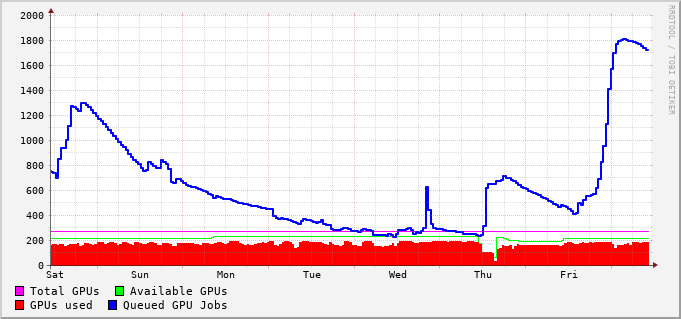 2000
1800
1600
1400
1200
1000
800
600
400
200
0
Sat Sun Mon Tue Wed Thu Fri
Total GPUs Available GPUs
GPUs used Queued GPU Jobs
RRDTOOL / TOBI OETIKER